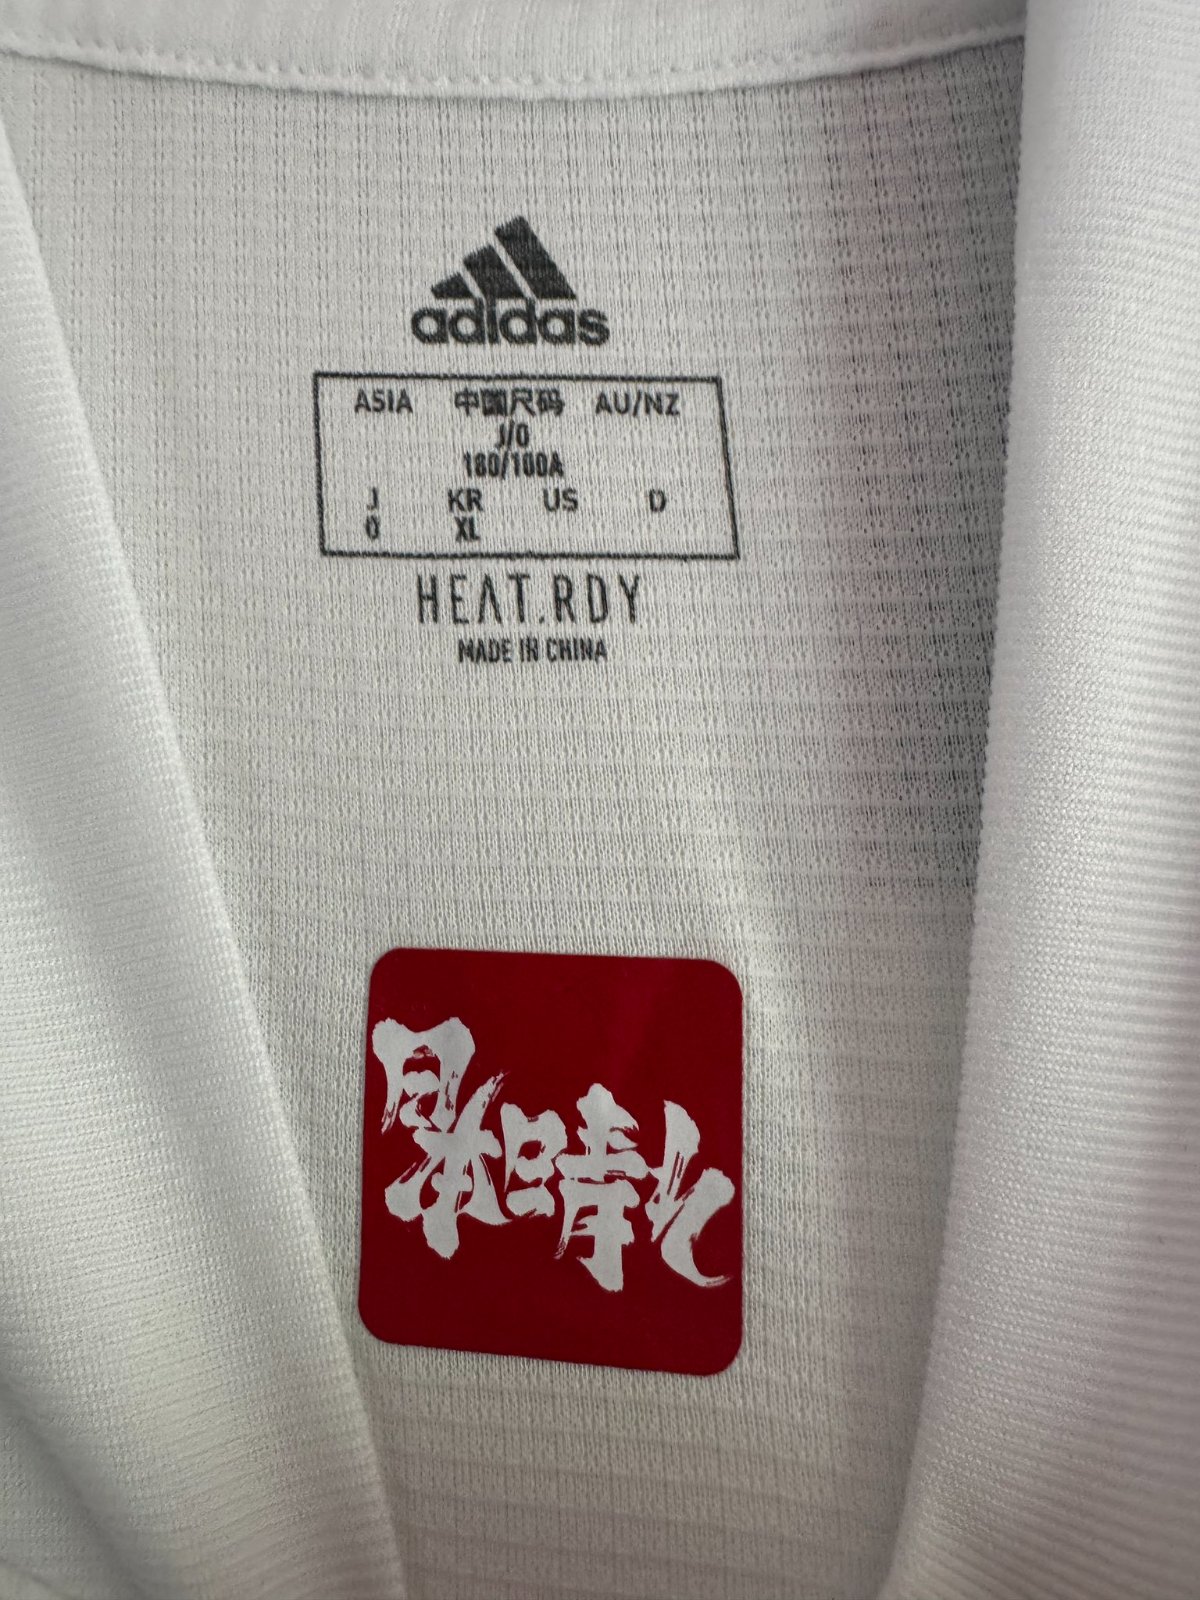 adidas
ASIA 中国尺码 AU/NZ
J/O
180/100A
J KR US D
O XL
HEAT.RDY
MADE IN CHINA
日本晴れ